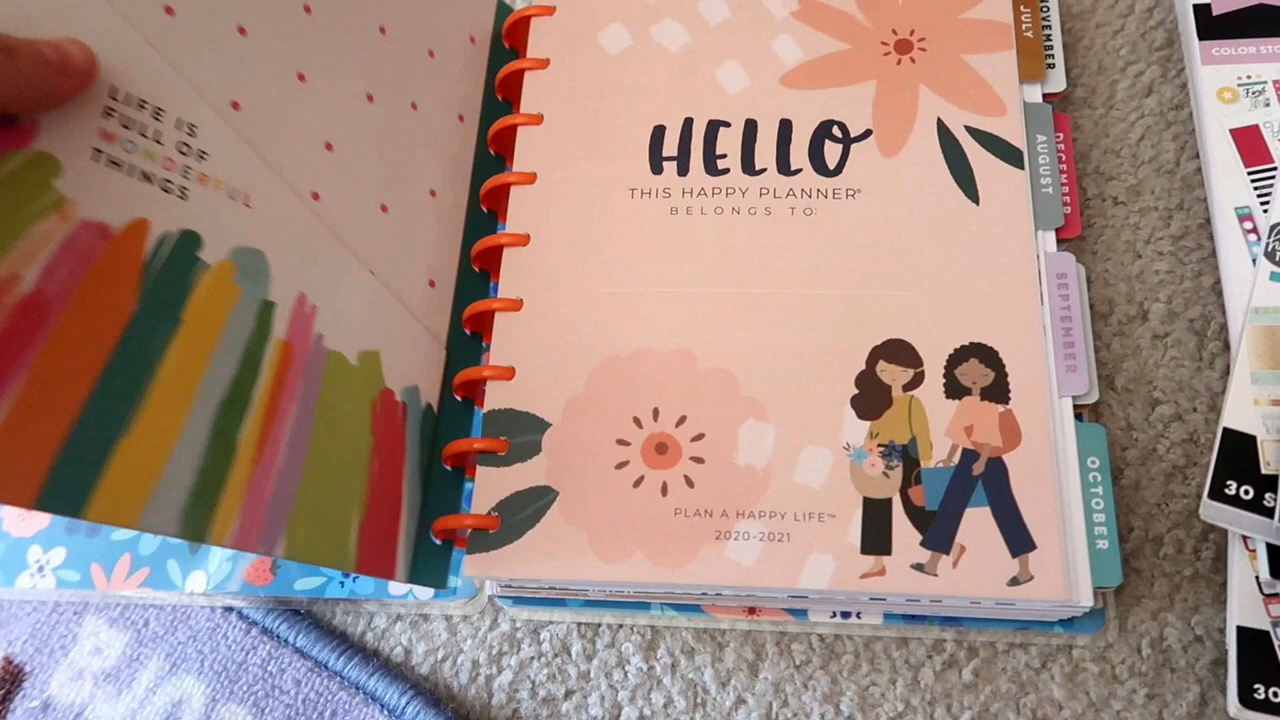 LIFE IS
FULL OF
WONDERFUL
THINGS
HELLO
THIS HAPPY PLANNER®
BELONGS TO:
PLAN A HAPPY LIFE™
2020-2021
JULY
NOVEMBER
AUGUST
DECEMBER
SEPTEMBER
OCTOBER
COLOR STO
30 S
30